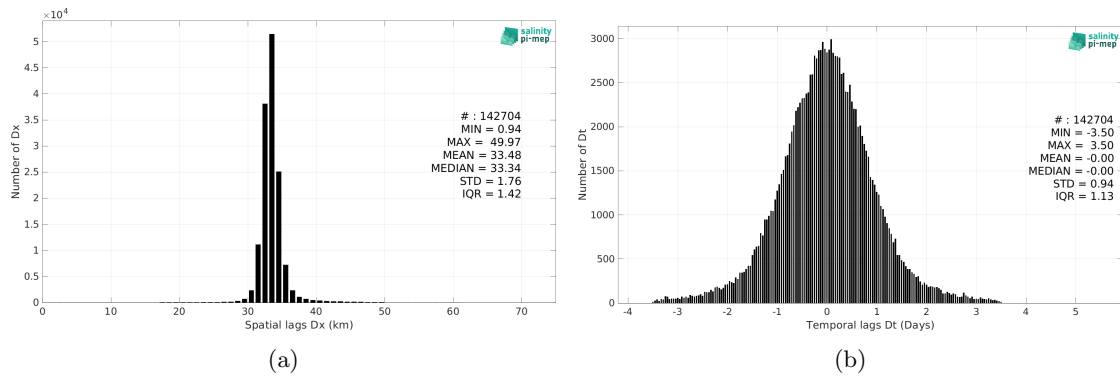 ×10⁴
5
4.5
4
3.5
3
2.5
2
1.5
1
0.5
0
Number of Dx
salinity
pi-mep
# : 142704
MIN = 0.94
MAX = 49.97
MEAN = 33.48
MEDIAN = 33.34
STD = 1.76
IQR = 1.42
0 10 20 30 40 50 60 70
Spatial lags Dx (km)
(a)
3000
2500
2000
1500
1000
500
0
Number of Dt
salinity
pi-mep
# : 142704
MIN = -3.50
MAX = 3.50
MEAN = -0.00
MEDIAN = -0.00
STD = 0.94
IQR = 1.13
-4 -3 -2 -1 0 1 2 3 4 5
Temporal lags Dt (Days)
(b)